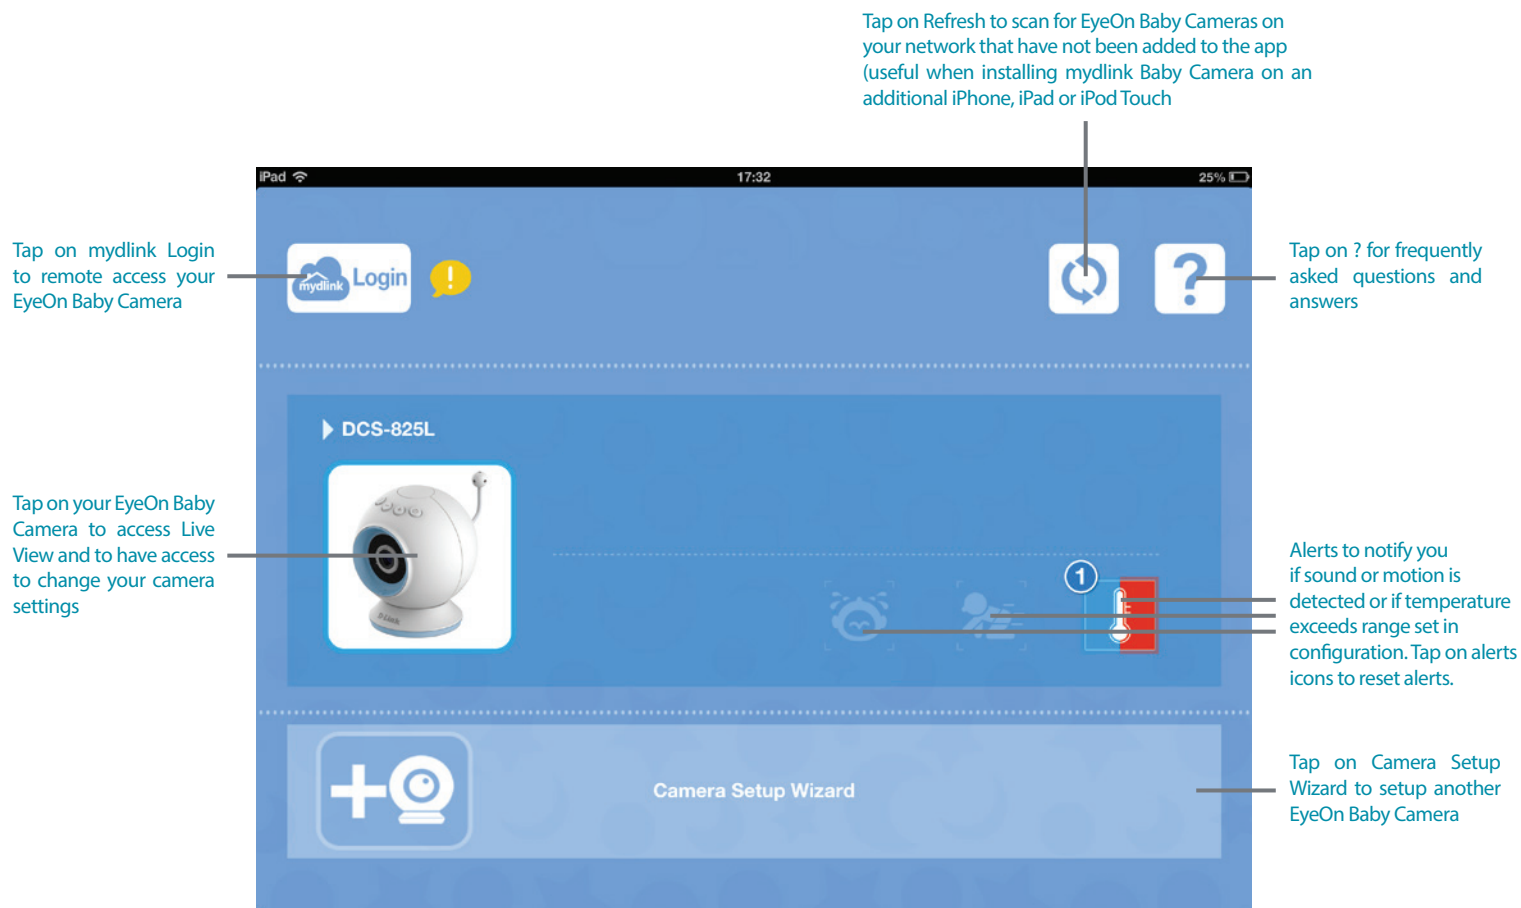 Tap on Refresh to scan for EyeOn Baby Cameras on
your network that have not been added to the app
(useful when installing mydlink Baby Camera on an
additional iPhone, iPad or iPod Touch
iPad
17:32
25%
Tap on mydlink Login
to remote access your
EyeOn Baby Camera
mydlink
Login
!
?
Tap on ? for frequently
asked questions and
answers
DCS-825L
Tap on your EyeOn Baby
Camera to access Live
View and to have access
to change your camera
settings
D-Link
1
Alerts to notify you
if sound or motion is
detected or if temperature
exceeds range set in
configuration. Tap on alerts
icons to reset alerts.
Camera Setup Wizard
Tap on Camera Setup
Wizard to setup another
EyeOn Baby Camera